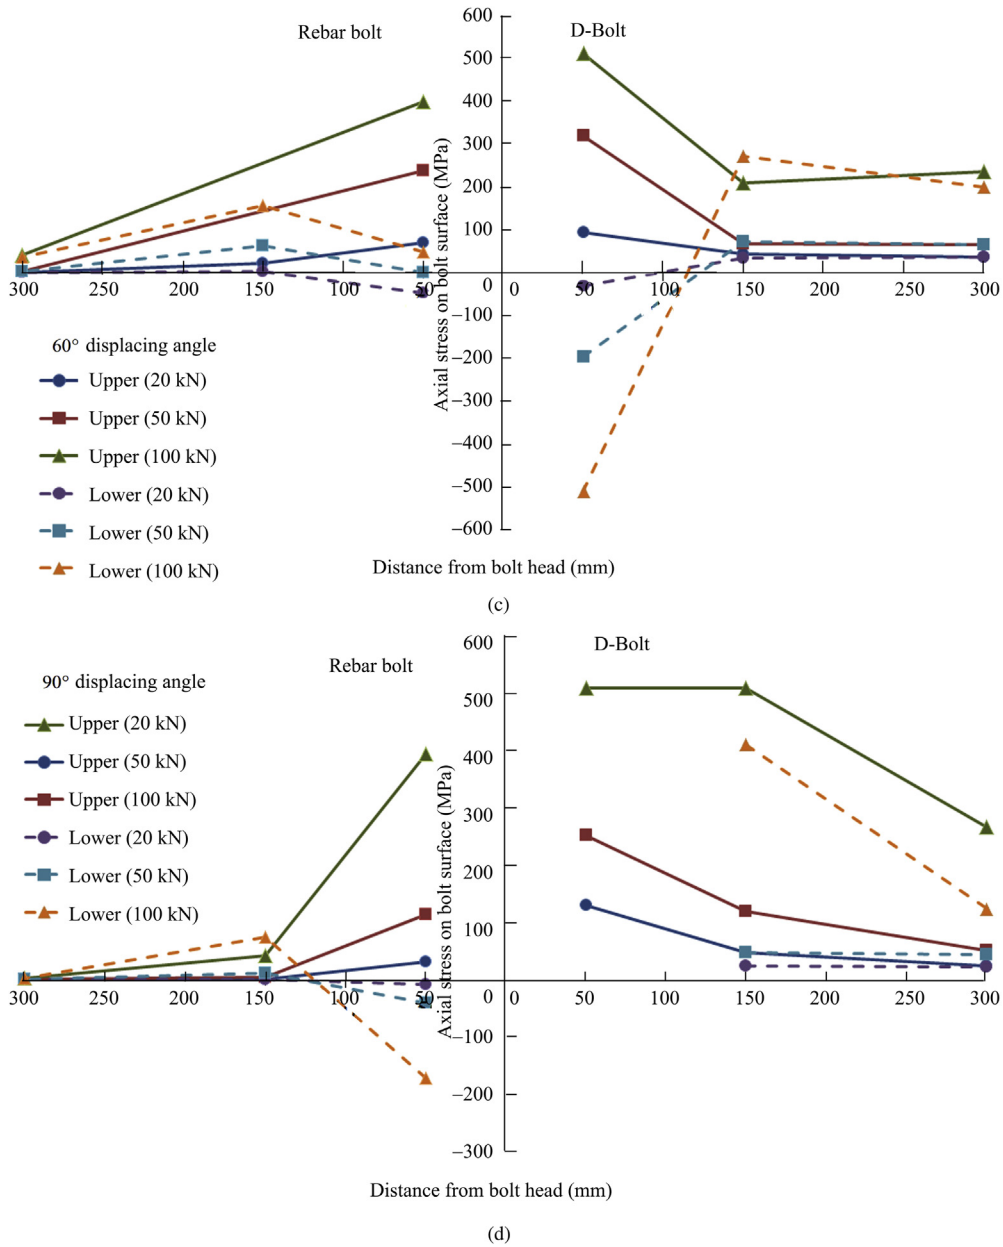 600
Rebar bolt
D-Bolt
500
400
300
200
100
0
300
250
200
150
100
50
0
50
100
150
200
250
300
−100
−200
−300
−400
−500
−600
Axial stress on bolt surface (MPa)
60° displacing angle
Upper (20 kN)
Upper (50 kN)
Upper (100 kN)
Lower (20 kN)
Lower (50 kN)
Lower (100 kN)
Distance from bolt head (mm)
(c)
600
D-Bolt
Rebar bolt
500
400
300
200
100
0
90° displacing angle
Upper (20 kN)
Upper (50 kN)
Upper (100 kN)
Lower (20 kN)
Lower (50 kN)
Lower (100 kN)
300
250
200
150
100
50
0
50
100
150
200
250
300
−100
−200
−300
Axial stress on bolt surface (MPa)
Distance from bolt head (mm)
(d)